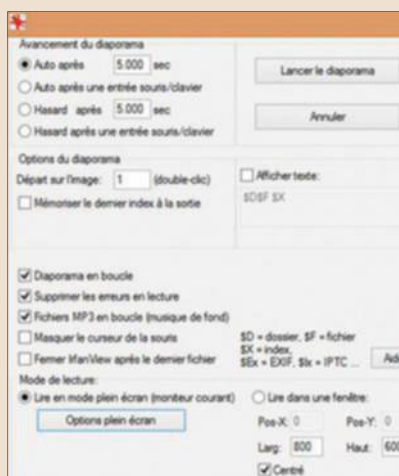 Avancement du diaporama
Auto après 5.000 sec
Auto après une entrée souris/clavier
Hasard après 5.000 sec
Hasard après une entrée souris/clavier
Lancer le diaporama
Annuler
Options du diaporama
Départ sur l'image: 1 (double-clic)
Mémoriser le dernier index à la sortie
Afficher texte:
$D$F $X
Diaporama en boucle
Supprimer les erreurs en lecture
Fichiers MP3 en boucle (musique de fond)
Masquer le curseur de la souris
Fermer IrfanView après le dernier fichier
$D = dossier, $F = fichier
$X = index,
$Ex = EXIF, $Ix = IPTC ...
Mode de lecture:
Lire en mode plein écran (moniteur courant)
Options plein écran
Lire dans une fenêtre:
Pos-X: 0 Pos-Y: 0
Larg: 800 Haut: 600
Centré